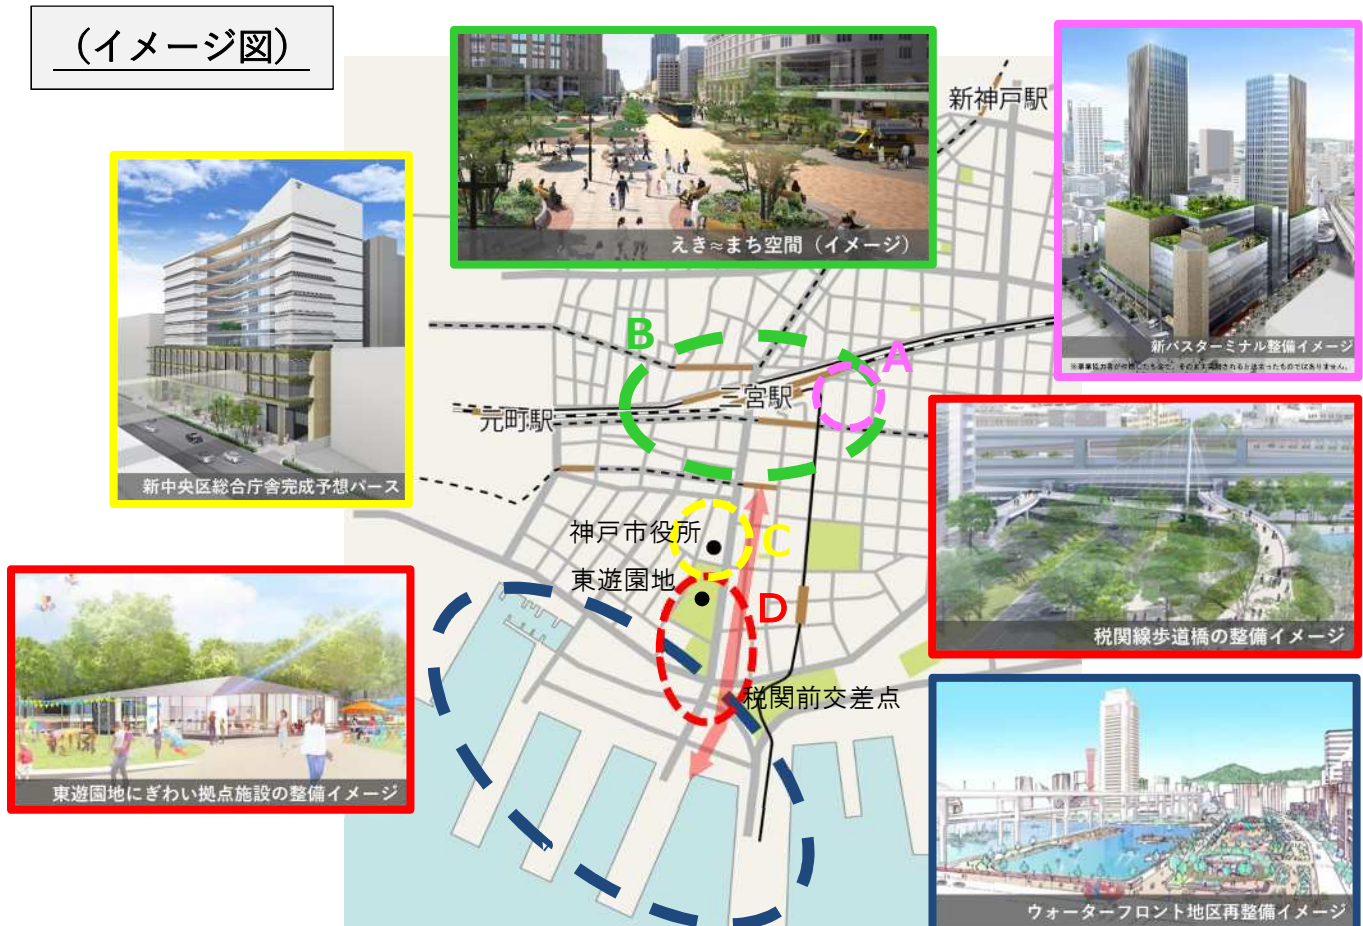 （イメージ図）
えき≈まち空間（イメージ）
新神戸駅
新バスターミナル整備イメージ
B
A
三宮駅
元町駅
新中央区総合庁舎完成予想パース
神戸市役所
C
東遊園地
D
税関線歩道橋の整備イメージ
税関前交差点
東遊園地にぎわい拠点施設の整備イメージ
ウォーターフロント地区再整備イメージ